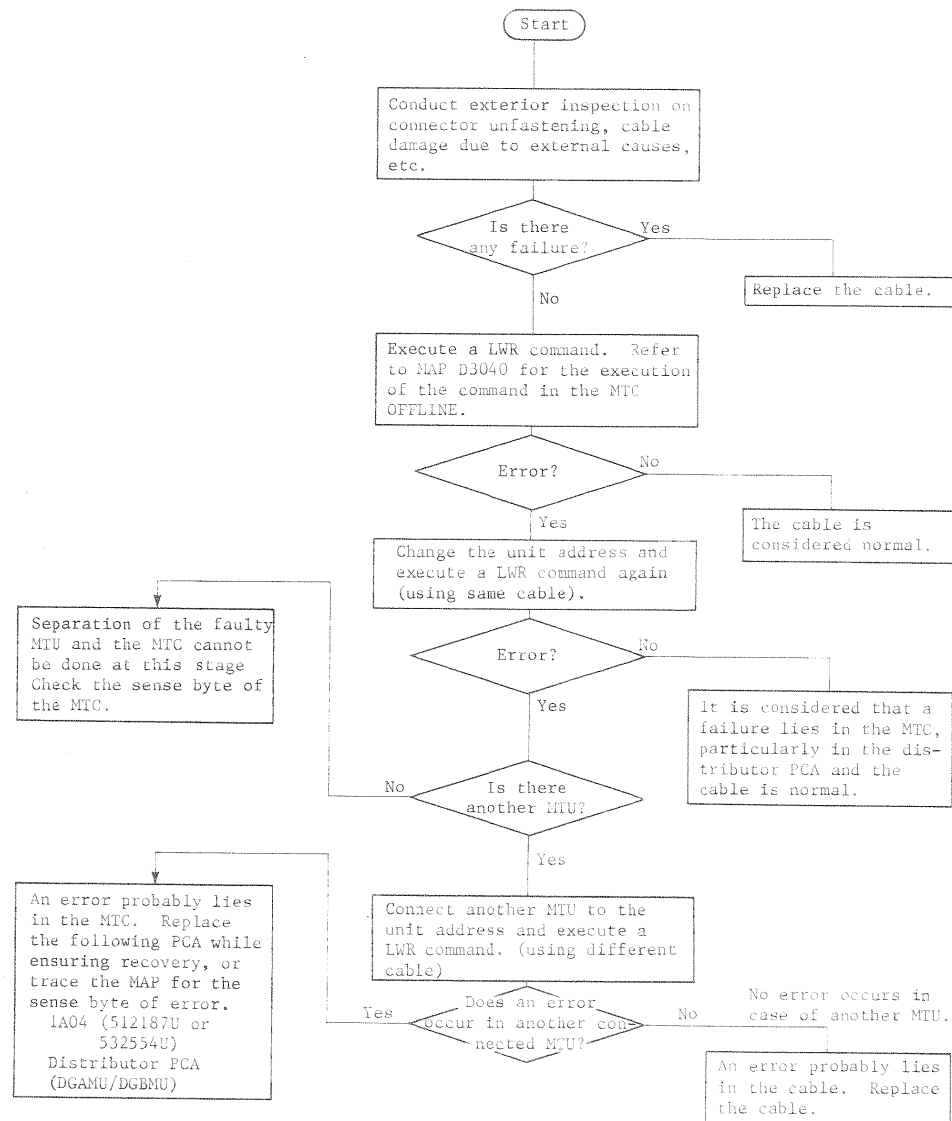 Start
Conduct exterior inspection on
connector unfastening, cable
damage due to external causes,
etc.
Is there
any failure?
Yes
No
Replace the cable.
Execute a LWR command. Refer
to MAP D3040 for the execution
of the command in the MTC
OFFLINE.
Error?
No
Yes
The cable is
considered normal.
Change the unit address and
execute a LWR command again
(using same cable).
Separation of the faulty
MTU and the MTC cannot
be done at this stage
Check the sense byte of
the MTC.
Error?
No
Yes
It is considered that a
failure lies in the MTC,
particularly in the dis-
tributor PCA and the
cable is normal.
No
Is there
another MTU?
Yes
An error probably lies
in the MTC. Replace
the following PCA while
ensuring recovery, or
trace the MAP for the
sense byte of error.
1A04 (512187U or
532554U)
Distributor PCA
(DGAMU/DGBMU)
Connect another MTU to the
unit address and execute a
LWR command. (using different
cable)
Yes
Does an error
occur in another con-
nected MTU?
No
No error occurs in
case of another MTU.
An error probably lies
in the cable. Replace
the cable.